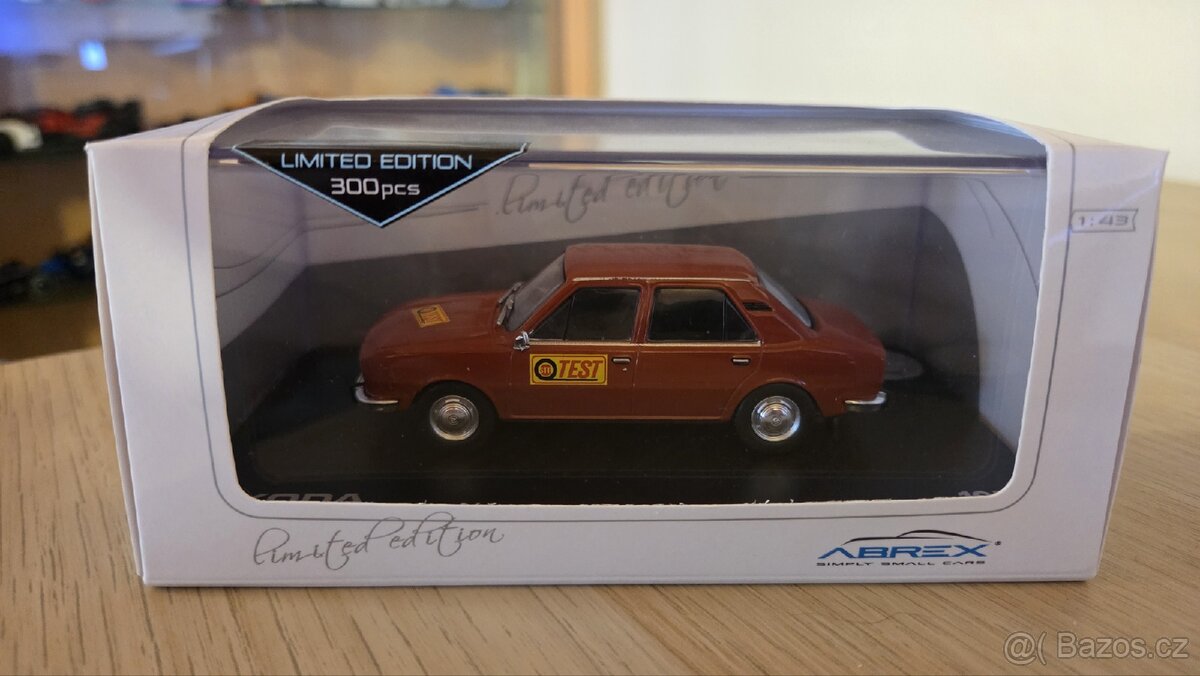 LIMITED EDITION
300pcs
limited edition
1:43
TEST
limited edition
ABREX
SIMPLY SMALL CARS
@( Bazos.cz